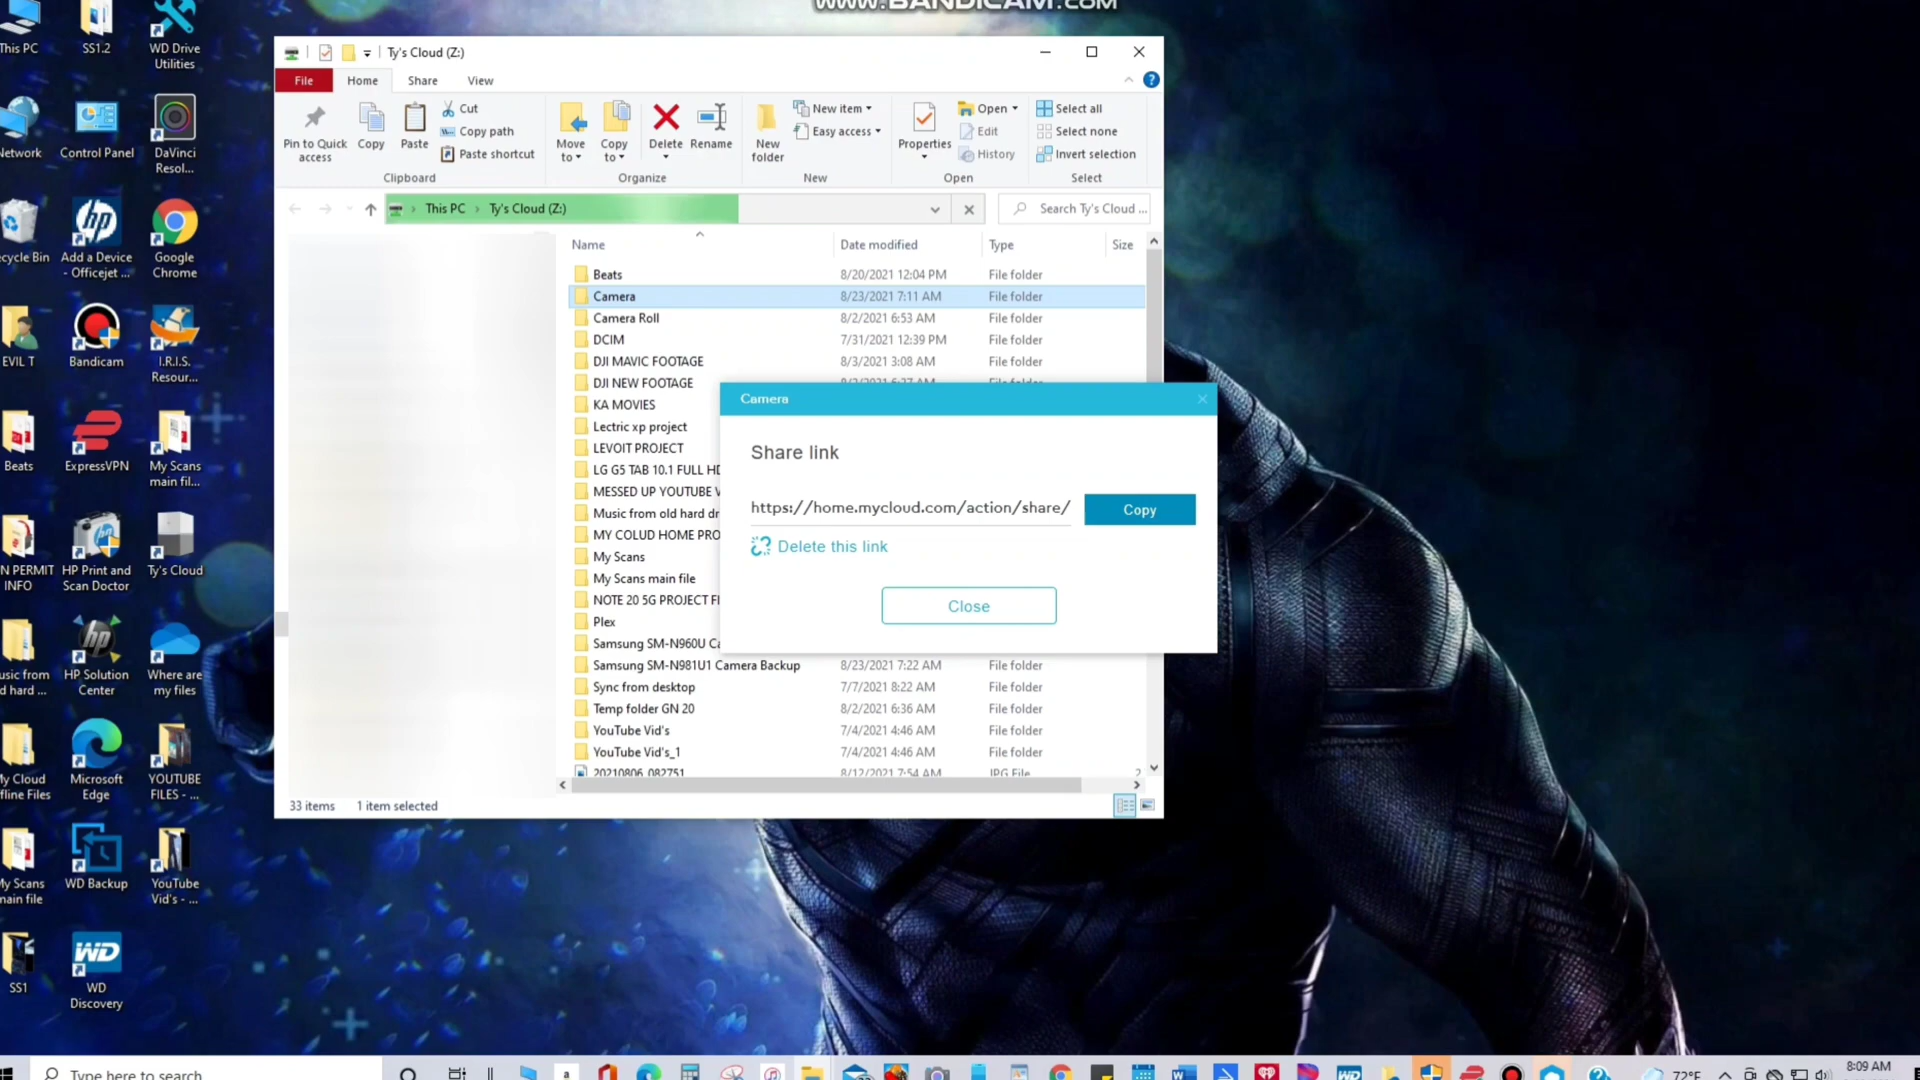 www.BANDICAM.com
This PC
SS1.2
WD Drive
Utilities
Control Panel
DaVinci
Resol...
Add a Device
- Officejet ...
Google
Chrome
EVIL T
Bandicam
I.R.I.S.
Resour...
Beats
ExpressVPN
My Scans
main fil...
N PERMIT
INFO
HP Print and
Scan Doctor
Ty's Cloud
HP Solution
Center
Where are
my files
Microsoft
Edge
YOUTUBE
FILES - ...
My Scans
main file
WD Backup
YouTube
Vid's - ...
SS1
WD
Discovery
Ty's Cloud (Z:)
File
Home
Share
View
Pin to Quick
access
Copy
Paste
Cut
Copy path
Paste shortcut
Clipboard
Move
to
Copy
to
Delete
Rename
Organize
New
folder
New item
Easy access
New
Properties
Open
Edit
History
Open
Select all
Select none
Invert selection
Select
This PC > Ty's Cloud (Z:)
Search Ty's Cloud ...
Name Date modified Type Size
Beats 8/20/2021 12:04 PM File folder
Camera 8/23/2021 7:11 AM File folder
Camera Roll 8/2/2021 6:53 AM File folder
DCIM 7/31/2021 12:39 PM File folder
DJI MAVIC FOOTAGE 8/3/2021 3:08 AM File folder
DJI NEW FOOTAGE
KA MOVIES
Lectric xp project
LEVOIT PROJECT
LG G5 TAB 10.1 FULL HD
MESSED UP YOUTUBE V
Music from old hard dr
MY COLUD HOME PRO
My Scans
My Scans main file
NOTE 20 5G PROJECT FI
Plex
Samsung SM-N960U Ca
Samsung SM-N981U1 Camera Backup 8/23/2021 7:22 AM File folder
Sync from desktop 7/7/2021 8:22 AM File folder
Temp folder GN 20 8/2/2021 6:36 AM File folder
YouTube Vid's 7/4/2021 4:46 AM File folder
YouTube Vid's_1 7/4/2021 4:46 AM File folder
20210806_082751 8/12/2021 7:54 AM JPG File 2
33 items 1 item selected
Camera
Share link
https://home.mycloud.com/action/share/
Copy
Delete this link
Close
Type here to search
72°F
8:09 AM